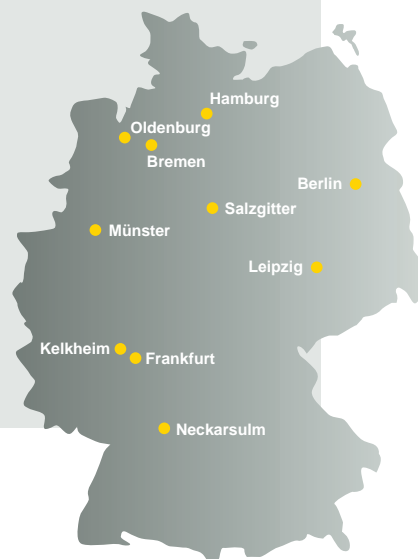 Hamburg
Oldenburg
Bremen
Berlin
Salzgitter
Münster
Leipzig
Kelkheim
Frankfurt
Neckarsulm